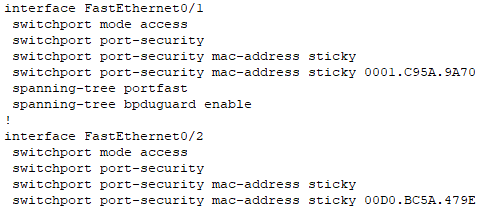 interface FastEthernet0/1
 switchport mode access
 switchport port-security
 switchport port-security mac-address sticky
 switchport port-security mac-address sticky 0001.C95A.9A70
 spanning-tree portfast
 spanning-tree bpduguard enable
!
interface FastEthernet0/2
 switchport mode access
 switchport port-security
 switchport port-security mac-address sticky
 switchport port-security mac-address sticky 00D0.BC5A.479E